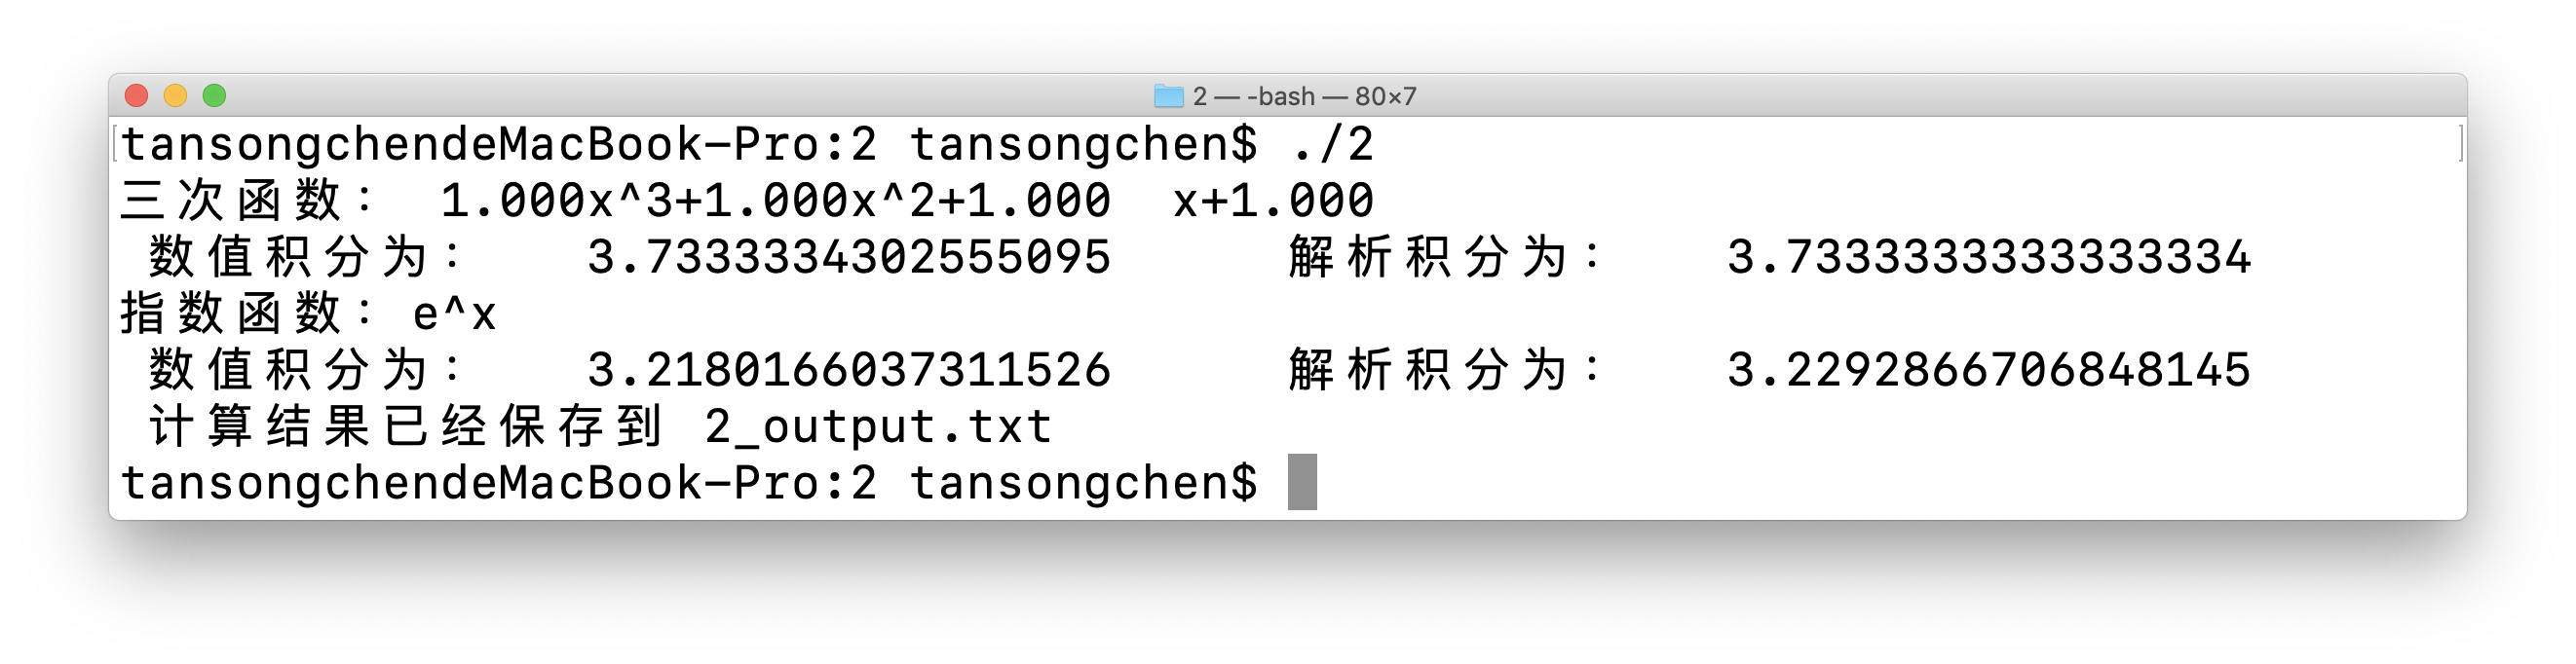 2 — -bash — 80×7
tansongchendeMacBook-Pro:2 tansongchen$ ./2
三次函数： 1.000x^3+1.000x^2+1.000  x+1.000
数值积分为：    3.7333334302555095      解析积分为：    3.7333333333333334
指数函数：e^x
数值积分为：    3.2180166037311526      解析积分为：    3.2292866706848145
计算结果已经保存到 2_output.txt
tansongchendeMacBook-Pro:2 tansongchen$